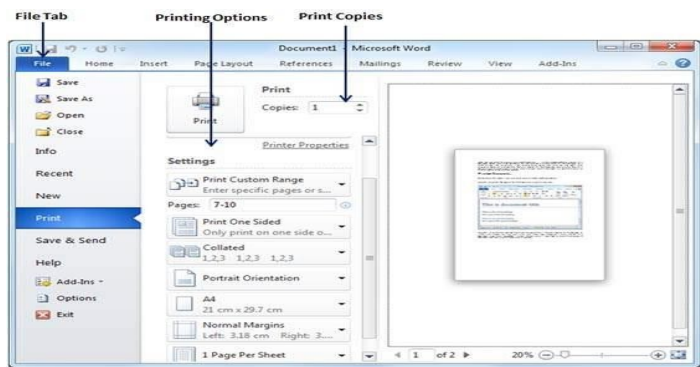 File Tab
Printing Options
Print Copies
Document1 - Microsoft Word
File Home Insert Page Layout References Mailings Review View Add-Ins
Save
Save As
Open
Close
Info
Recent
New
Print
Save & Send
Help
Add-Ins
Options
Exit
Print
Print
Copies: 1
Printer Properties
Settings
Print Custom Range
Enter specific pages or s...
Pages: 7-10
Print One Sided
Only print on one side o...
Collated
1,2,3 1,2,3 1,2,3
Portrait Orientation
A4
21 cm x 29.7 cm
Normal Margins
Left: 3.18 cm Right: 3....
1 Page Per Sheet
1 of 2
20%